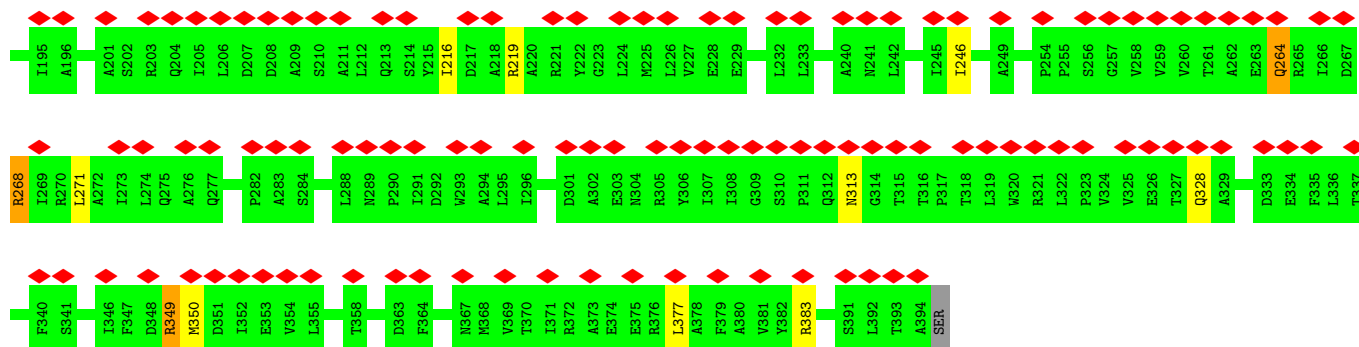 I195 A196 A201 S202 R203 Q204 I205 L206 D207 D208 A209 S210 A211 L212 Q213 S214 Y215 I216 D217 A218 R219 A220 R221 Y222 G223 L224 M225 L226 V227 E228 E229 L232 L233 A240 N241 L242 I245 I246 A249 P254 P255 S256 G257 V258 V259 V260 T261 A262 E263 Q264 R265 I266 D267
R268 I269 R270 L271 A272 I273 L274 Q275 A276 Q277 P282 A283 S284 L288 N289 P290 I291 D292 W293 A294 L295 I296 D301 A302 E303 N304 R305 Y306 I307 I308 G309 S310 P311 Q312 N313 G314 T315 T316 P317 T318 L319 W320 R321 L322 P323 V324 V325 E326 T327 Q328 A329 D333 E334 F335 L336 T337
F340 S341 I346 F347 D348 R349 M350 D351 I352 E353 V354 L355 T358 D363 F364 N367 M368 V369 T370 I371 R372 A373 E374 E375 R376 L377 A378 F379 A380 V381 Y382 R383 S391 L392 T393 A394 SER